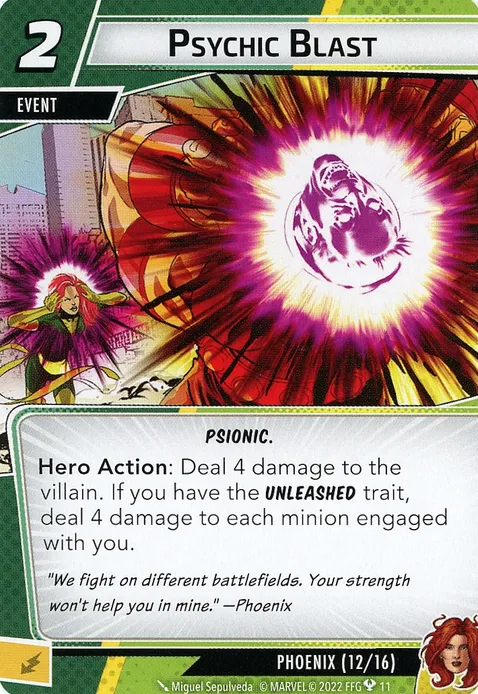 2
PSYCHIC BLAST
EVENT
PSIONIC.
Hero Action: Deal 4 damage to the
villain. If you have the UNLEASHED trait,
deal 4 damage to each minion engaged
with you.
"We fight on different battlefields. Your strength
won't help you in mine." —Phoenix
PHOENIX (12/16)
Miguel Sepulveda © MARVEL © 2022 FFG 11